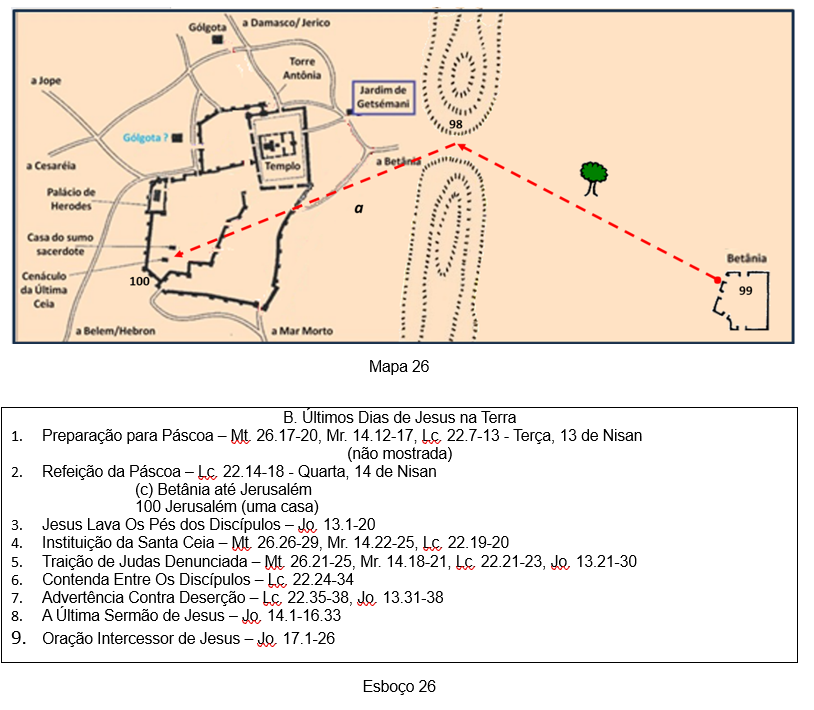 Gólgota
a Damasco/ Jerico
a Jope
Torre
Antônia
Jardim de
Getsémani
98
Gólgota ?
a Cesaréia
Templo
a Betânia
Palácio de
Herodes
a
Casa do sumo
sacerdote
Cenáculo
da Última
Ceia
100
Betânia
99
a Belem/Hebron
a Mar Morto
Mapa 26
B. Últimos Dias de Jesus na Terra
1. Preparação para Páscoa – Mt. 26.17-20, Mr. 14.12-17, Lc. 22.7-13 - Terça, 13 de Nisan
(não mostrada)
2. Refeição da Páscoa – Lc. 22.14-18 - Quarta, 14 de Nisan
(c) Betânia até Jerusalém
100 Jerusalém (uma casa)
3. Jesus Lava Os Pés dos Discípulos – Jo. 13.1-20
4. Instituição da Santa Ceia – Mt. 26.26-29, Mr. 14.22-25, Lc. 22.19-20
5. Traição de Judas Denunciada – Mt. 26.21-25, Mr. 14.18-21, Lc. 22.21-23, Jo. 13.21-30
6. Contenda Entre Os Discípulos – Lc. 22.24-34
7. Advertência Contra Deserção – Lc. 22.35-38, Jo. 13.31-38
8. A Última Sermão de Jesus – Jo. 14.1-16.33
9. Oração Intercessor de Jesus – Jo. 17.1-26
Esboço 26